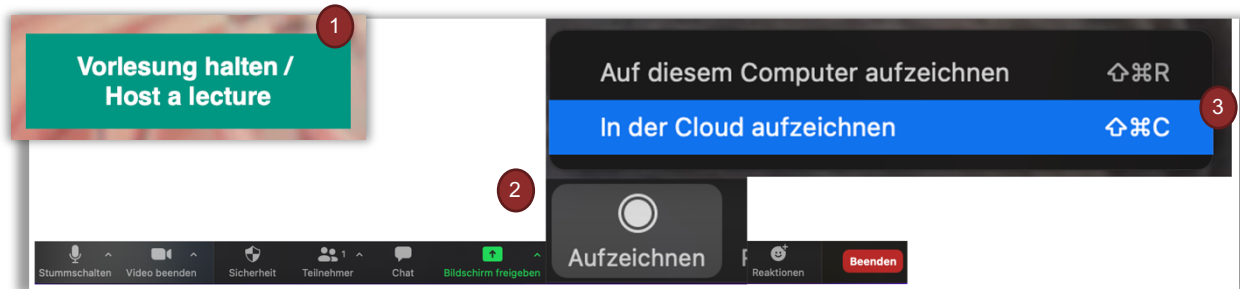 1
Vorlesung halten /
Host a lecture
Auf diesem Computer aufzeichnen ⇧⌘R
In der Cloud aufzeichnen ⇧⌘C
3
2
Aufzeichnen
Stummschalten Video beenden Sicherheit 1 Teilnehmer Chat Bildschirm freigeben Reaktionen Beenden